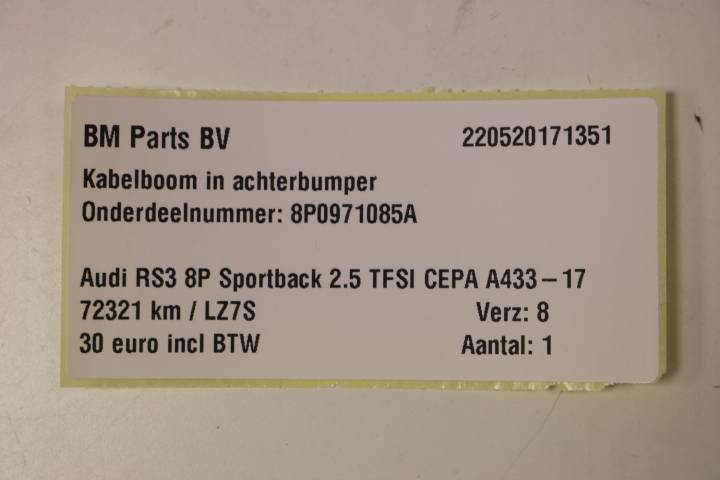 BM Parts BV 220520171351
Kabelboom in achterbumper
Onderdeelnummer: 8P0971085A
Audi RS3 8P Sportback 2.5 TFSI CEPA A433 – 17
72321 km / LZ7S Verz: 8
30 euro incl BTW Aantal: 1